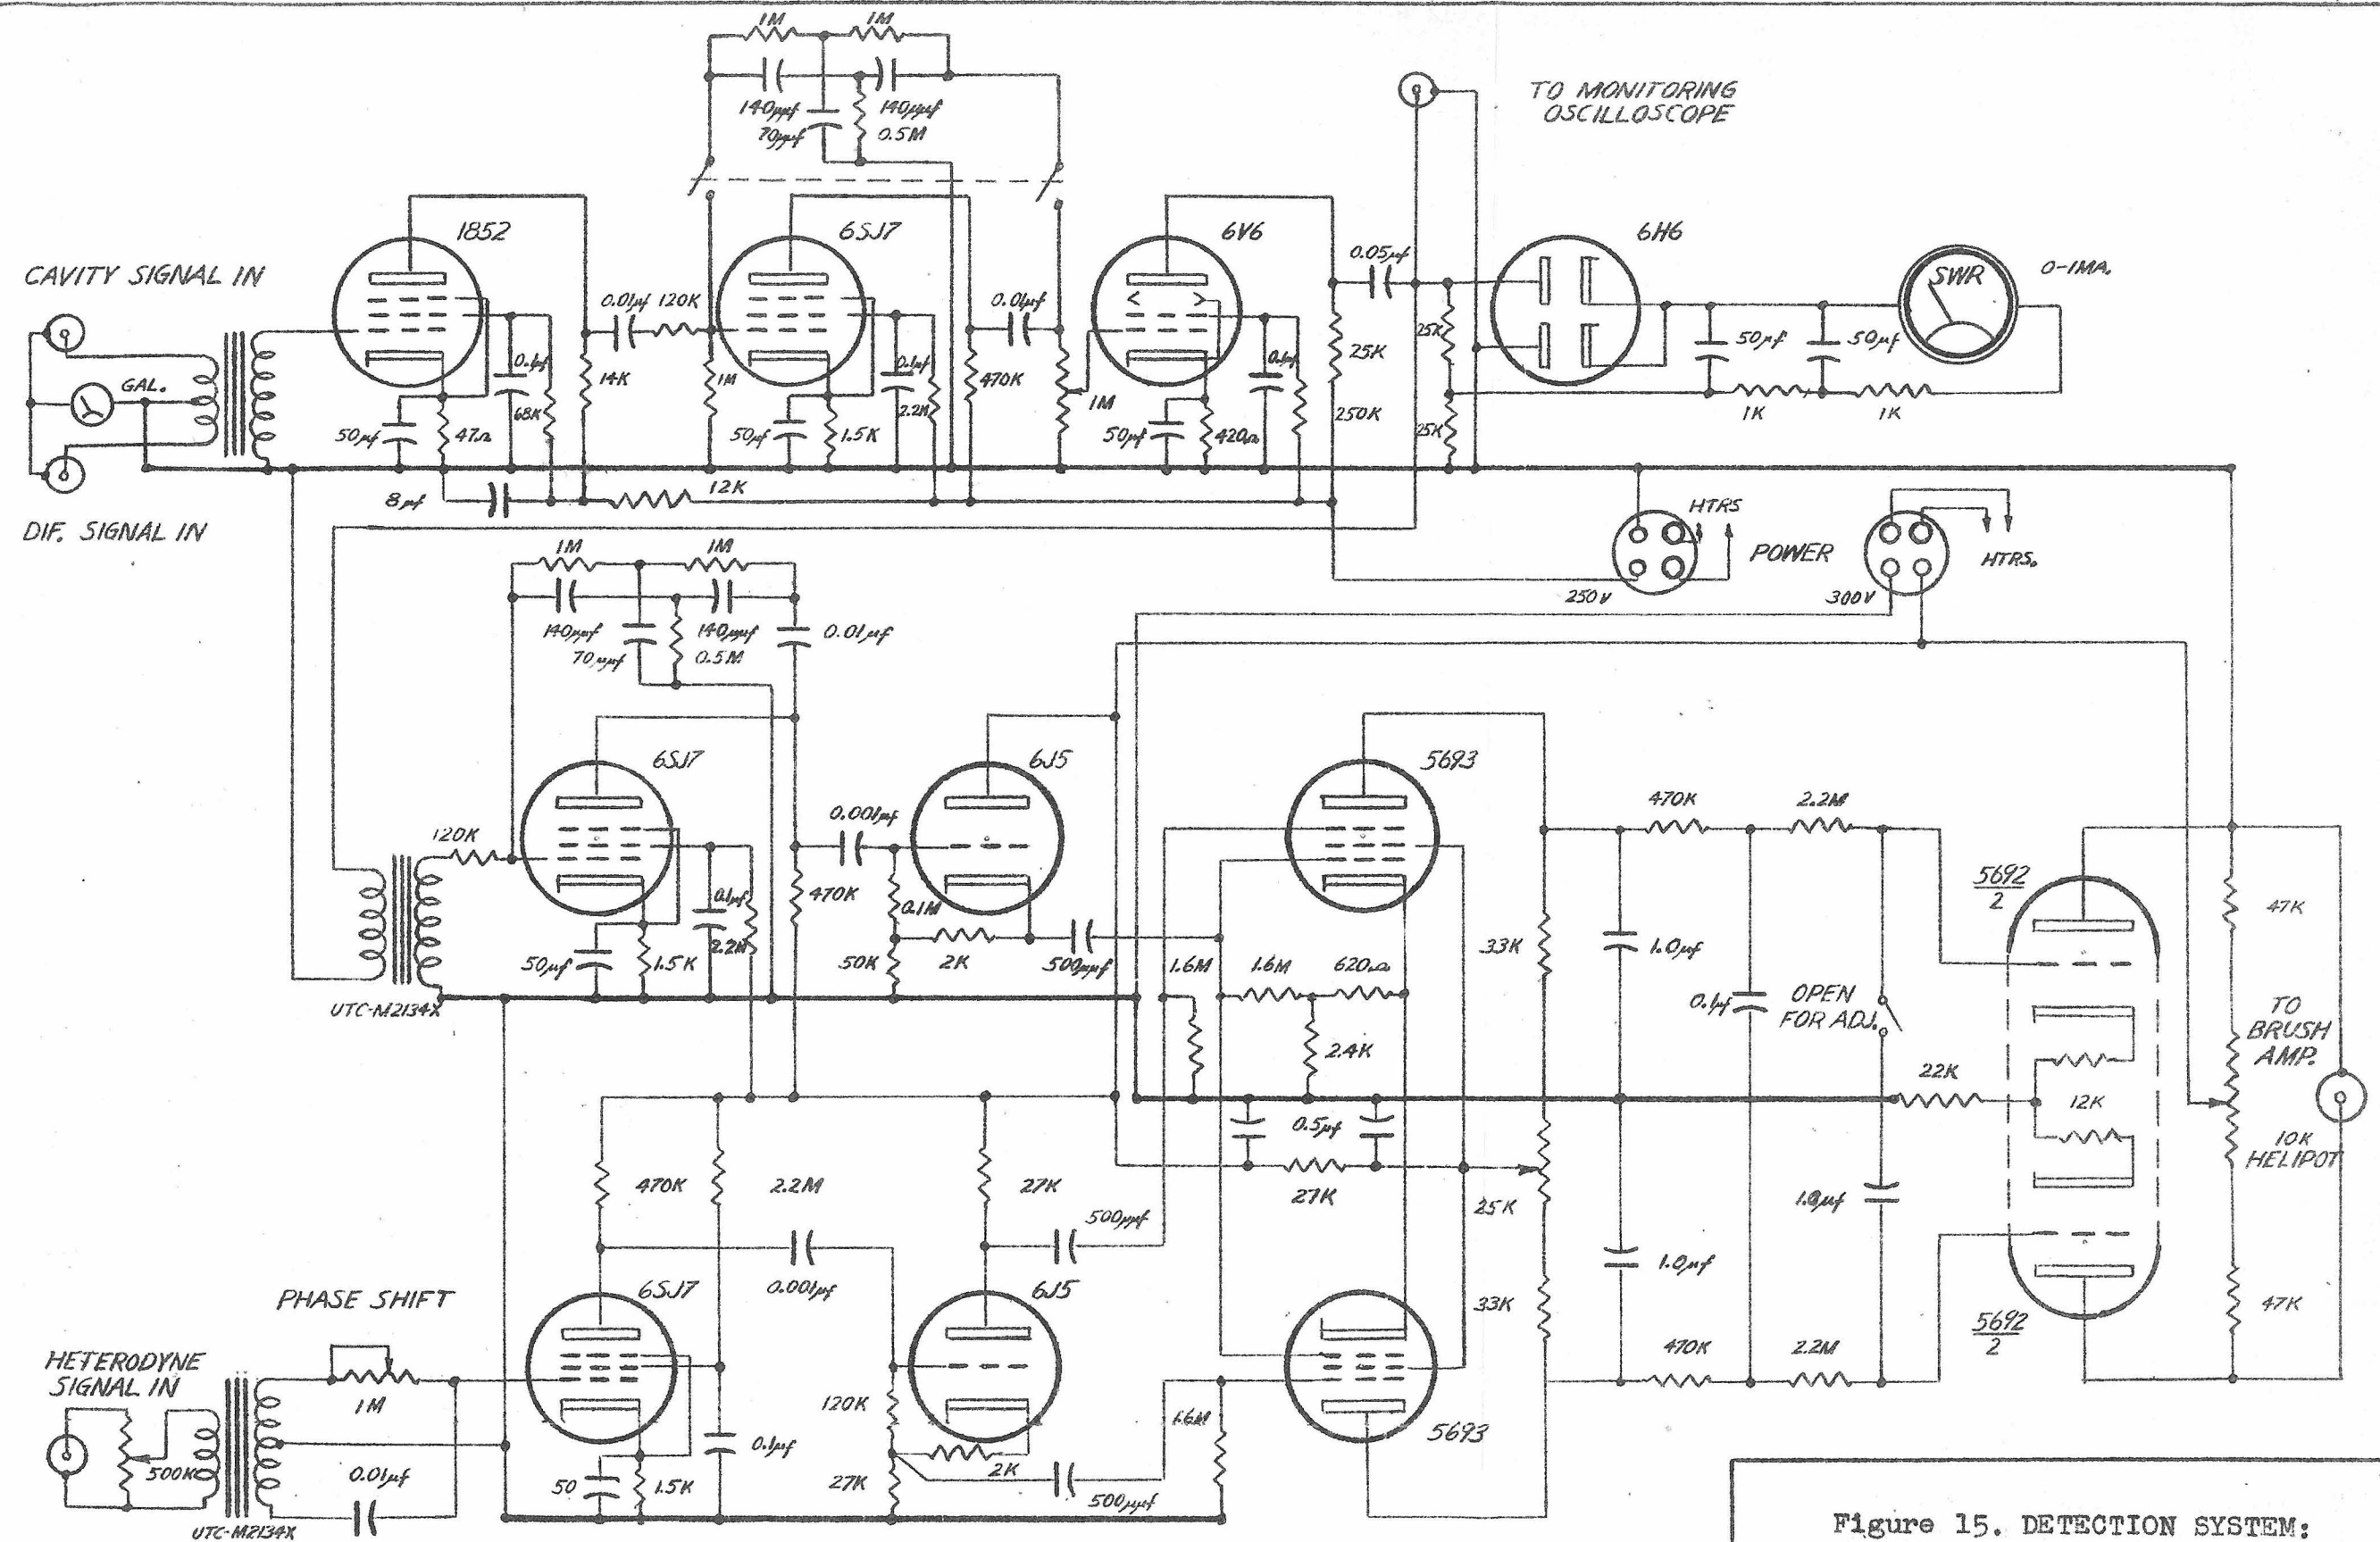 1M
1M
140μμf
140μμf
70μμf
0.5M
TO MONITORING
OSCILLOSCOPE
1852
6SJ7
6V6
6H6
CAVITY SIGNAL IN
0.05μf
SWR
0-1MA.
0.01μf
120K
0.01μf
GAL.
0.1μf
14K
1M
0.1μf
470K
0.1μf
25K
25K
50μf
50μf
68K
2.2M
1M
250K
1K
1K
50μf
47Ω
50μf
1.5K
50μf
420Ω
25K
8μf
12K
DIF. SIGNAL IN
HTRS
POWER
HTRS.
250V
300V
1M
1M
140μμf
140μμf
0.01μf
70μμf
0.5M
6SJ7
6J5
5693
120K
0.001μf
470K
2.2M
0.1μf
470K
0.1M
5692
2
47K
2.2M
50μf
1.5K
50K
2K
500μμf
1.6M
1.6M
620Ω
33K
1.0μf
UTC-M2134X
0.1μf
OPEN
FOR ADJ.
TO
BRUSH
AMP.
2.4K
22K
12K
0.5μf
10K
HELIPOT
470K
2.2M
27K
27K
25K
1.0μf
500μμf
0.001μf
1.0μf
PHASE SHIFT
6SJ7
6J5
33K
47K
5692
2
HETERODYNE
SIGNAL IN
470K
2.2M
1M
120K
1.6M
5693
500K
0.01μf
0.1μf
50
1.5K
27K
2K
500μμf
UTC-M2134X
Figure 15. DETECTION SYSTEM: